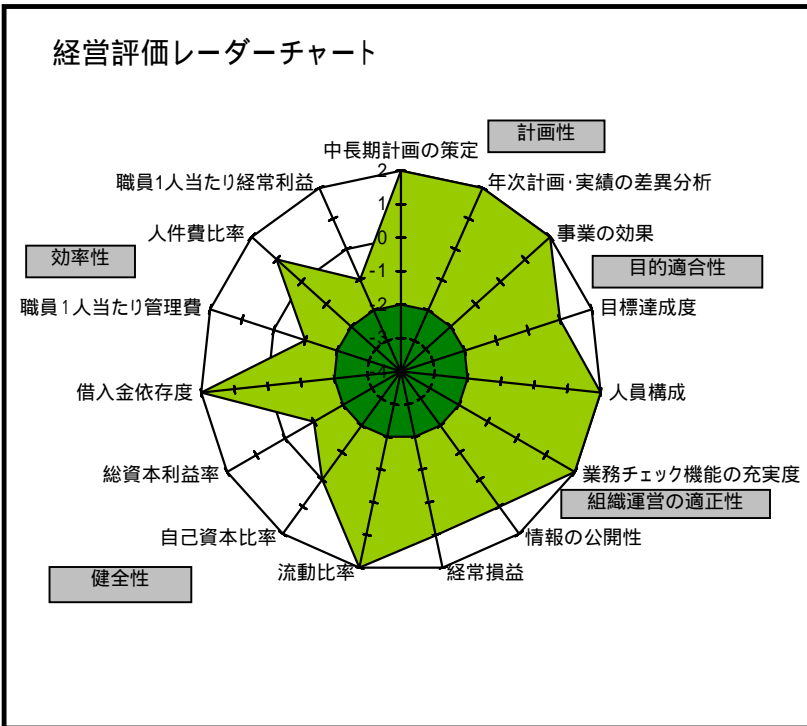 経営評価レーダーチャート
計画性
中長期計画の策定
職員1人当たり経常利益
年次計画・実績の差異分析
人件費比率
事業の効果
効率性
目的適合性
職員1人当たり管理費
目標達成度
借入金依存度
人員構成
総資本利益率
業務チェック機能の充実度
組織運営の適正性
自己資本比率
情報の公開性
流動比率
経常損益
健全性
2
1
0
-1
-2
-3
-4